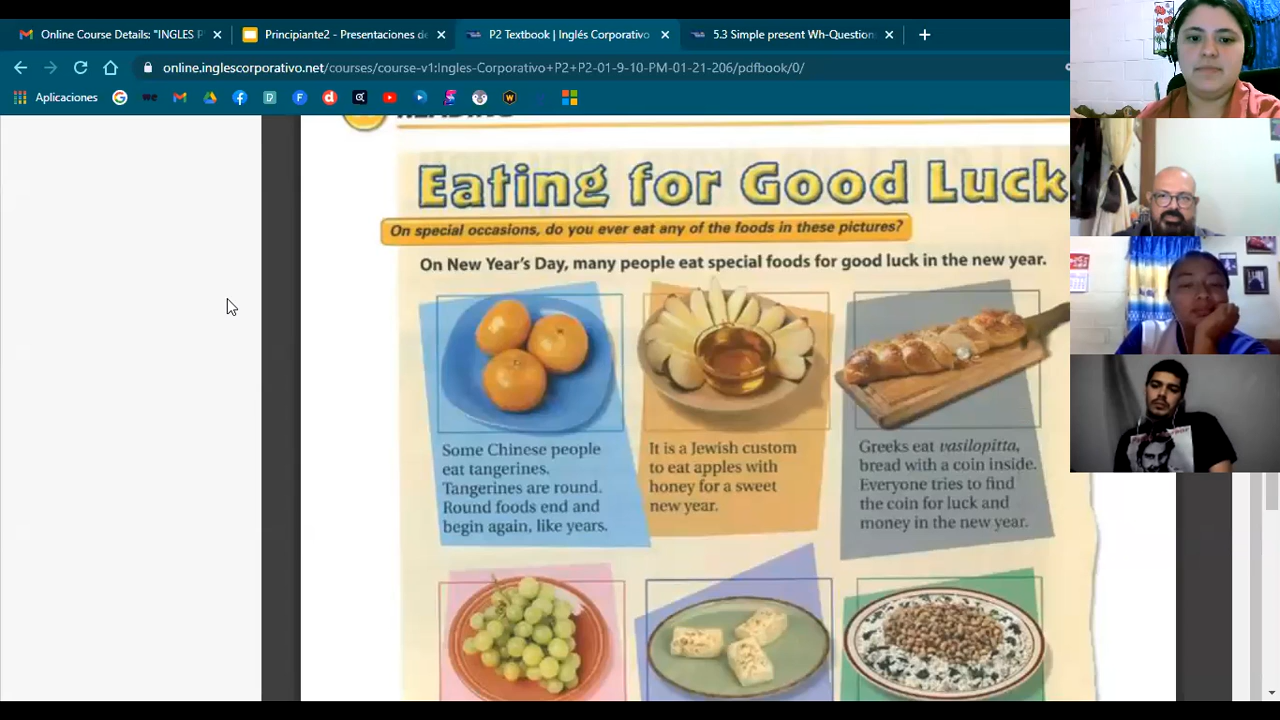 Online Course Details: "INGLES P
Principiante2 - Presentaciones de
P2 Textbook | Inglés Corporativo
5.3 Simple present Wh-Question
online.inglescorporativo.net/courses/course-v1:Ingles-Corporativo+P2+P2-01-9-10-PM-01-21-206/pdfbook/0/
Aplicaciones
READING
Eating for Good Luck
On special occasions, do you ever eat any of the foods in these pictures?
On New Year's Day, many people eat special foods for good luck in the new year.
Some Chinese people
eat tangerines.
Tangerines are round.
Round foods end and
begin again, like years.
It is a Jewish custom
to eat apples with
honey for a sweet
new year.
Greeks eat vasilopitta,
bread with a coin inside.
Everyone tries to find
the coin for luck and
money in the new year.